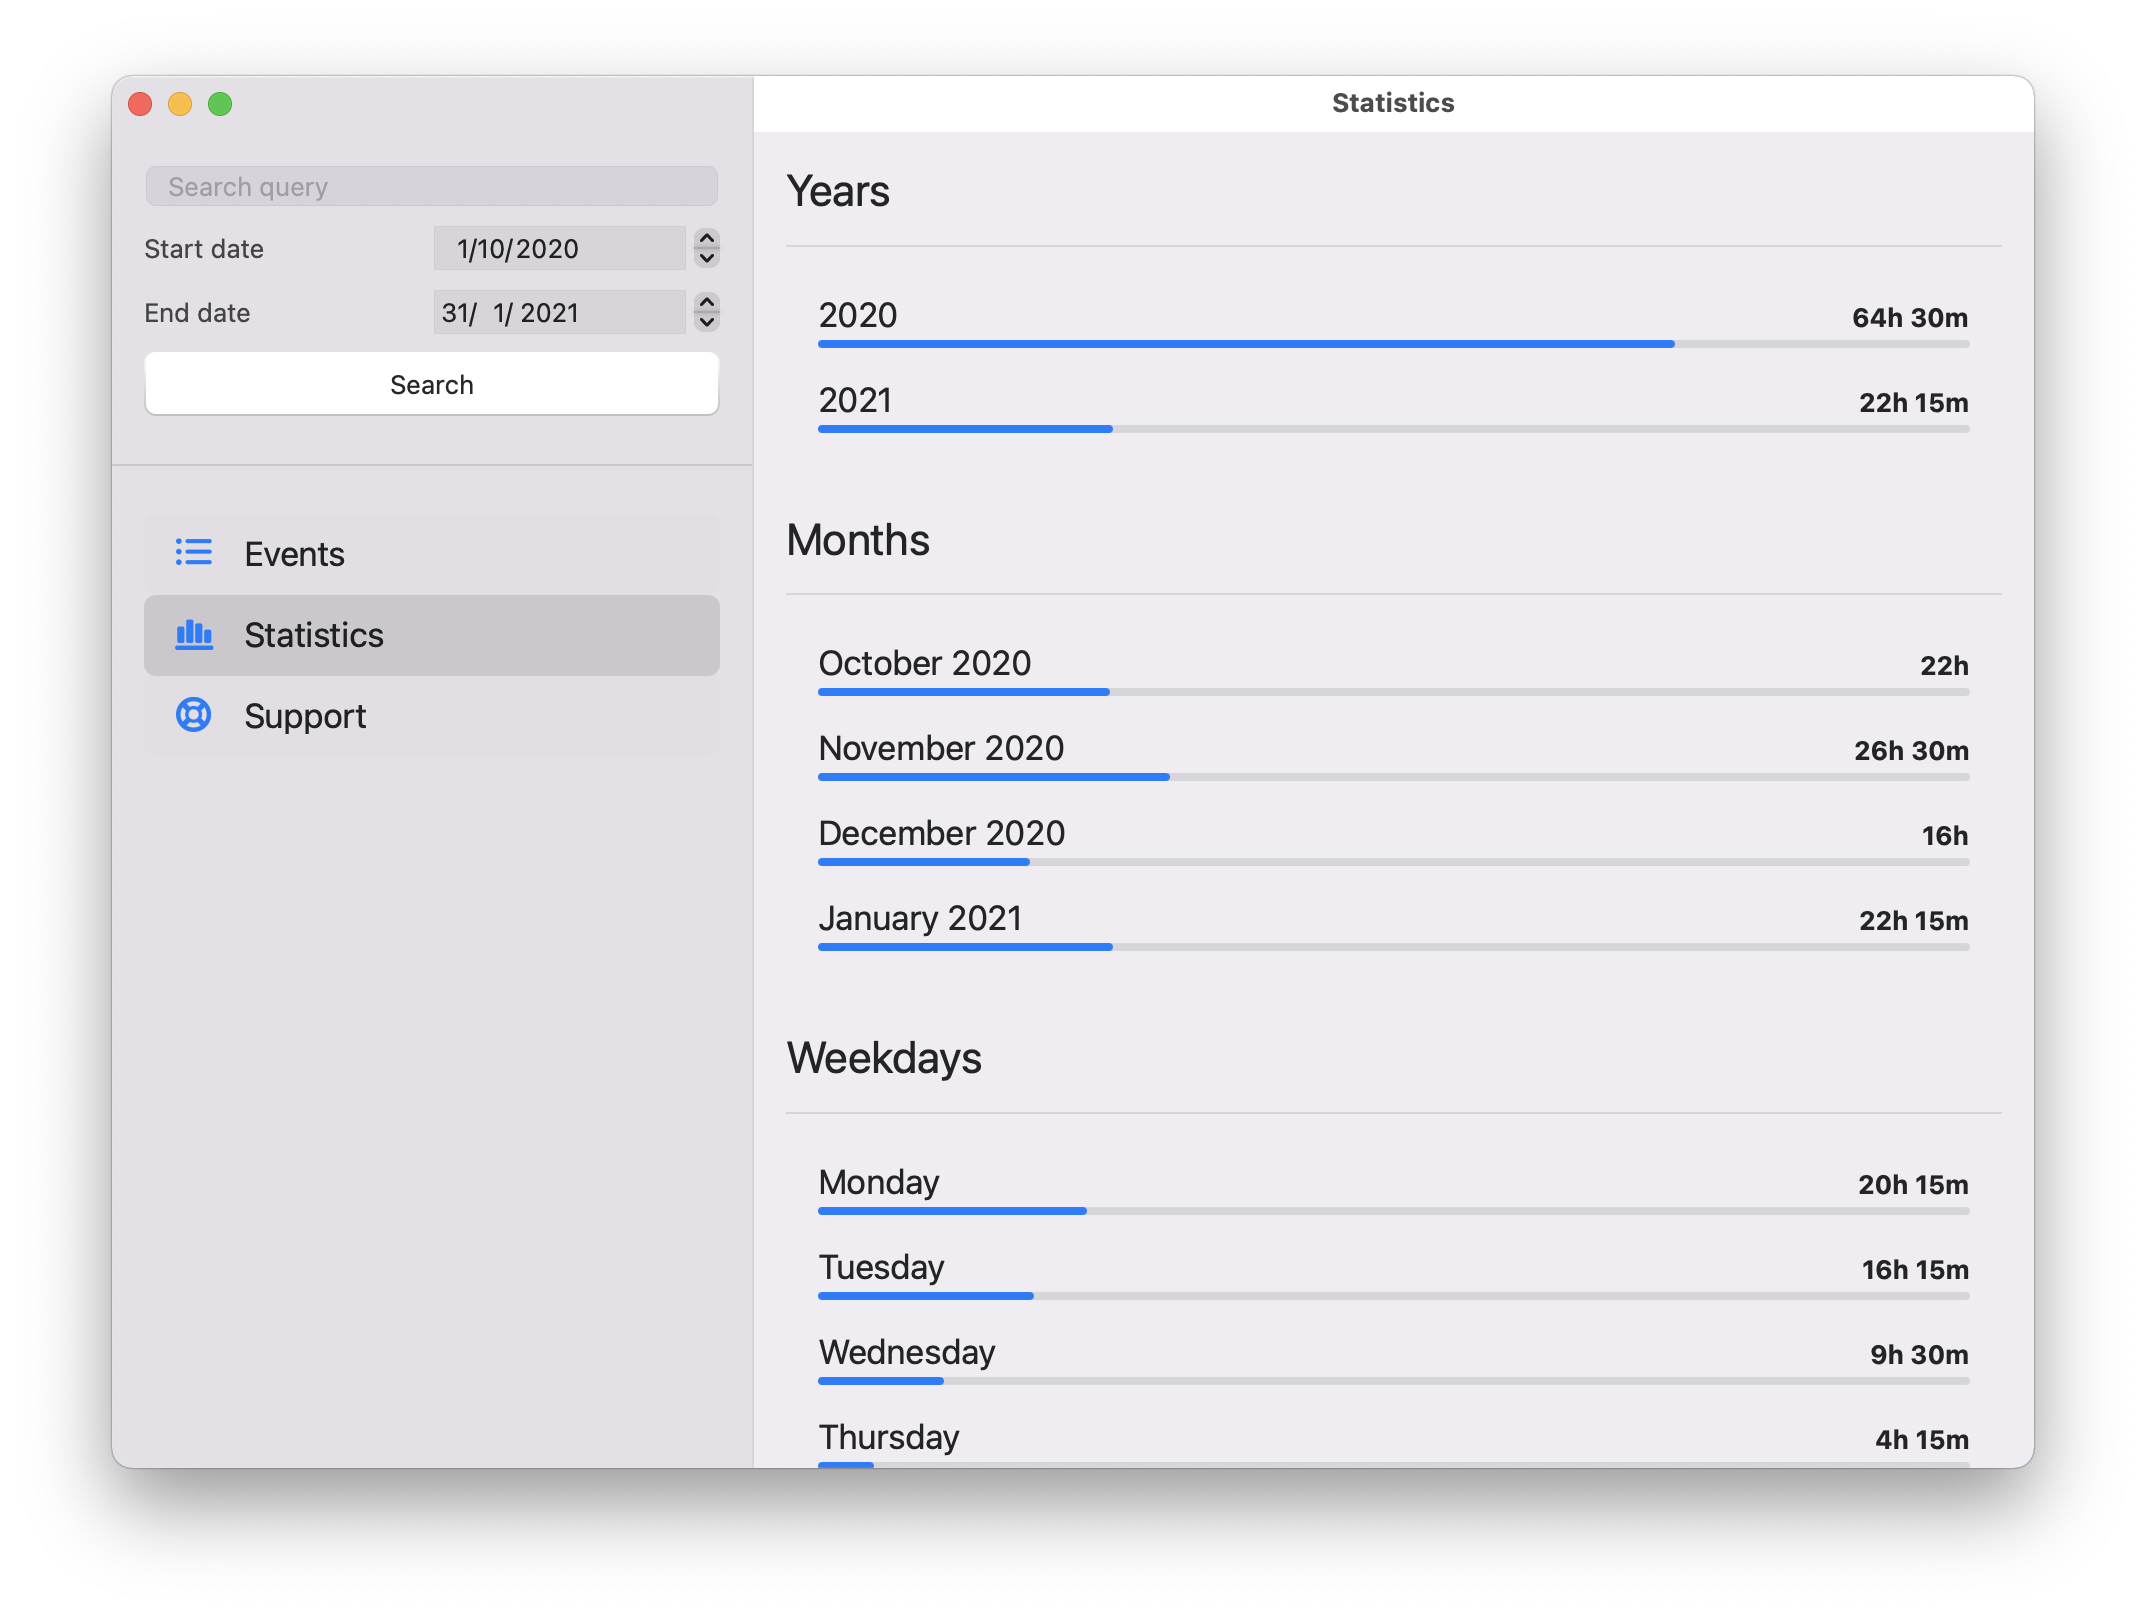 Statistics
Search query
Start date 1/10/2020
End date 31/ 1/ 2021
Search
Events
Statistics
Support
Years
2020 64h 30m
2021 22h 15m
Months
October 2020 22h
November 2020 26h 30m
December 2020 16h
January 2021 22h 15m
Weekdays
Monday 20h 15m
Tuesday 16h 15m
Wednesday 9h 30m
Thursday 4h 15m